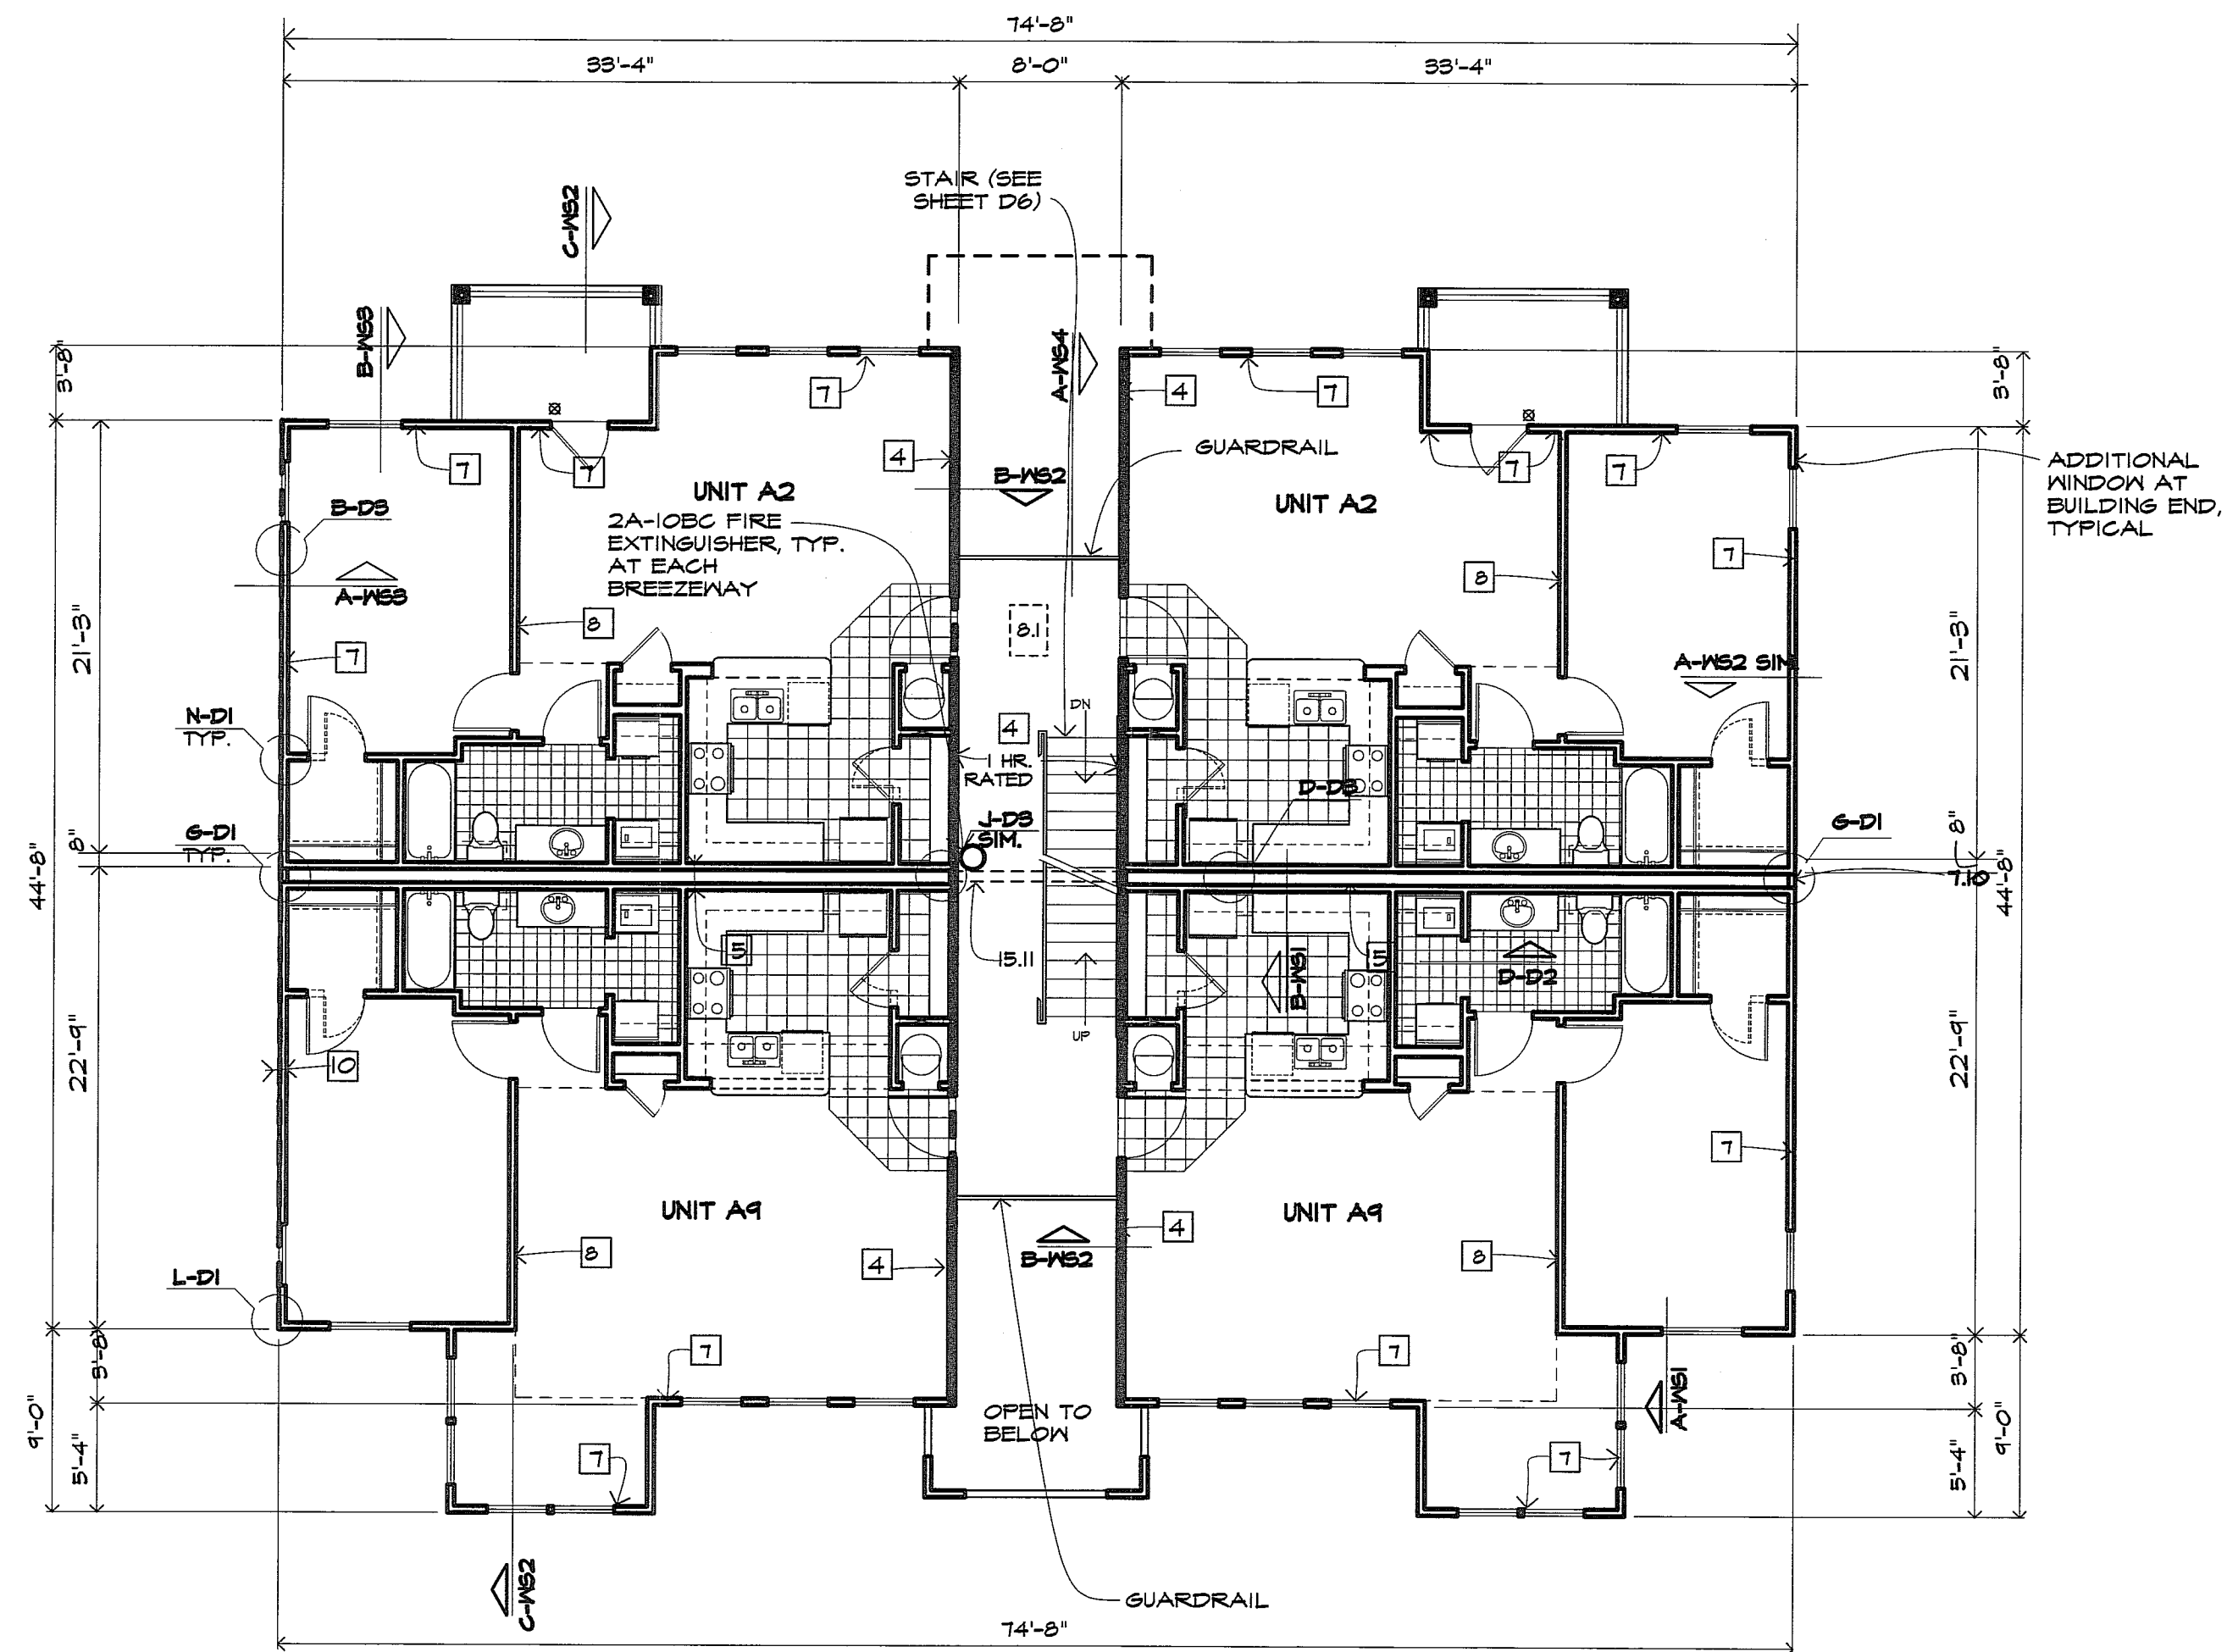 74'-8"
33'-4"
8'-0"
33'-4"
STAIR (SEE
SHEET D6)
C-WS2
B-WS3
A-WS4
3'-8"
3'-8"
7
4
7
GUARDRAIL
7
7
4
B-WS2
7
7
ADDITIONAL
WINDOW AT
BUILDING END,
TYPICAL
UNIT A2
UNIT A2
B-D3
2A-10BC FIRE
EXTINGUISHER, TYP.
AT EACH
BREEZEWAY
7
8
A-WS3
8
8.1
21'-3"
21'-3"
7
A-WS2 SIM
DN
N-D1
TYP.
4
1 HR.
RATED
D-D3
J-D3
SIM.
G-D1
TYP.
8"
44'-8"
G-D1
8"
7.10
44'-8"
5
15.11
5
B-WS1
D-D2
UP
22'-9"
22'-9"
10
7
UNIT A9
UNIT A9
8
4
B-WS2
4
8
L-D1
3'-8"
7
7
3'-8"
A-WS1
OPEN TO
BELOW
9'-0"
5'-4"
7
7
5'-4"
9'-0"
C-WS2
GUARDRAIL
74'-8"